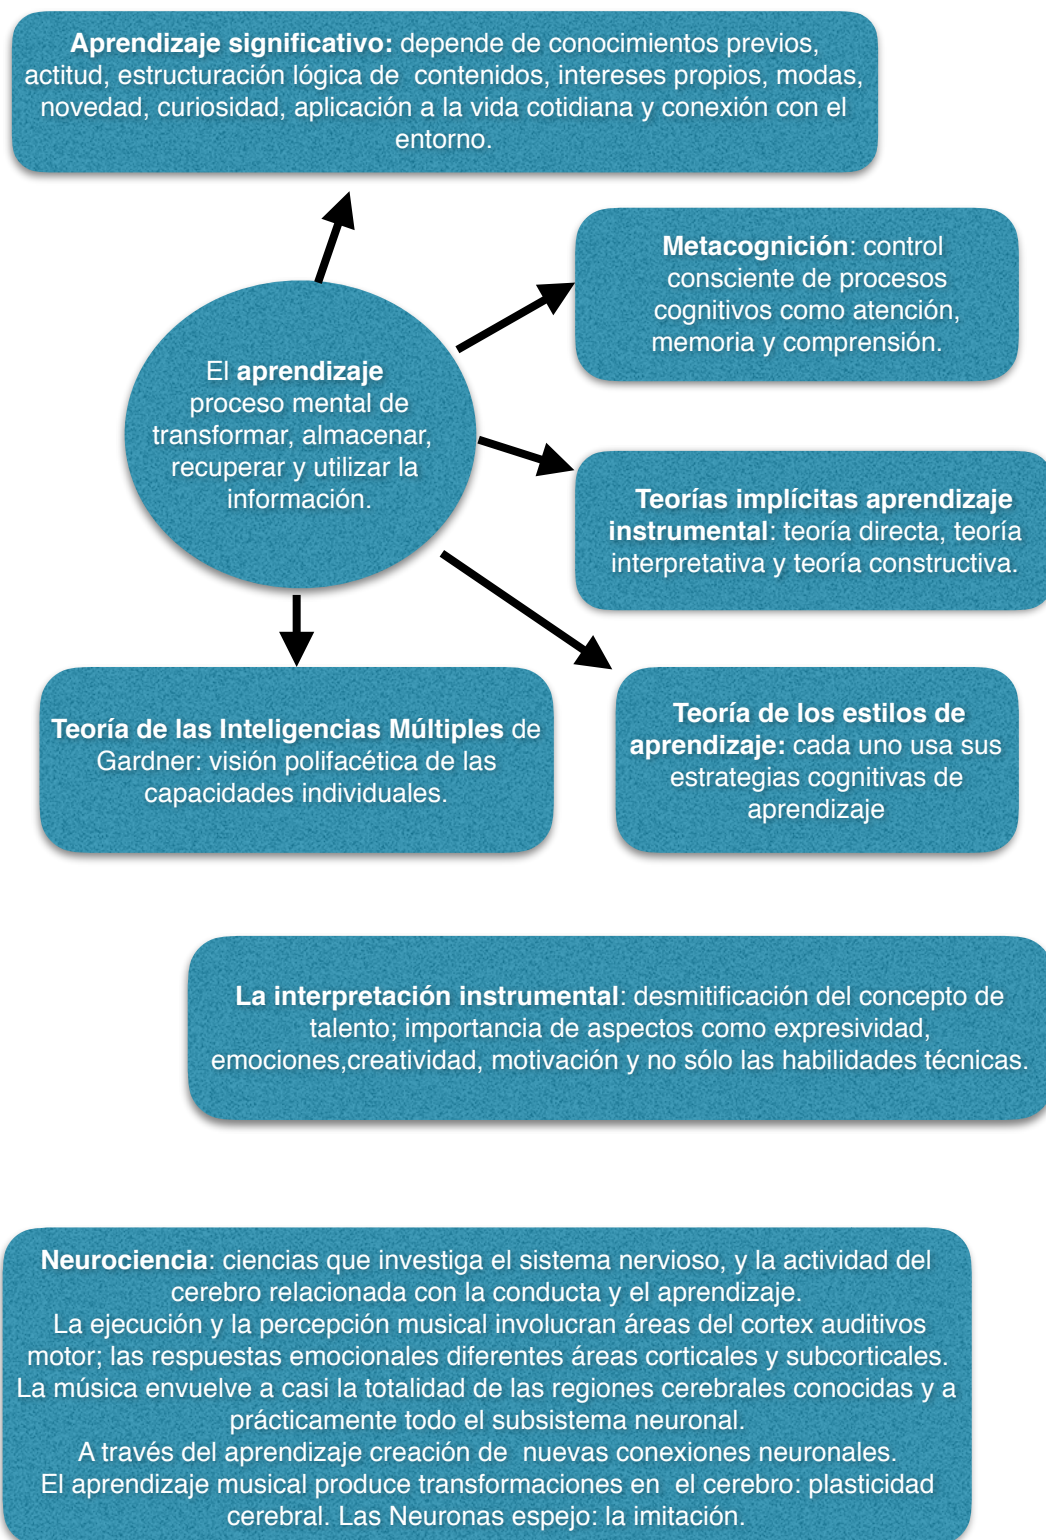 Aprendizaje significativo: depende de conocimientos previos,
actitud, estructuración lógica de contenidos, intereses propios, modas,
novedad, curiosidad, aplicación a la vida cotidiana y conexión con el
entorno.
Metacognición: control
consciente de procesos
cognitivos como atención,
memoria y comprensión.
El aprendizaje
proceso mental de
transformar, almacenar,
recuperar y utilizar la
información.
Teorías implícitas aprendizaje
instrumental: teoría directa, teoría
interpretativa y teoría constructiva.
Teoría de las Inteligencias Múltiples de
Gardner: visión polifacética de las
capacidades individuales.
Teoría de los estilos de
aprendizaje: cada uno usa sus
estrategias cognitivas de
aprendizaje
La interpretación instrumental: desmitificación del concepto de
talento; importancia de aspectos como expresividad,
emociones,creatividad, motivación y no sólo las habilidades técnicas.
Neurociencia: ciencias que investiga el sistema nervioso, y la actividad del
cerebro relacionada con la conducta y el aprendizaje.
La ejecución y la percepción musical involucran áreas del cortex auditivos
motor; las respuestas emocionales diferentes áreas corticales y subcorticales.
La música envuelve a casi la totalidad de las regiones cerebrales conocidas y a
prácticamente todo el subsistema neuronal.
A través del aprendizaje creación de nuevas conexiones neuronales.
El aprendizaje musical produce transformaciones en el cerebro: plasticidad
cerebral. Las Neuronas espejo: la imitación.